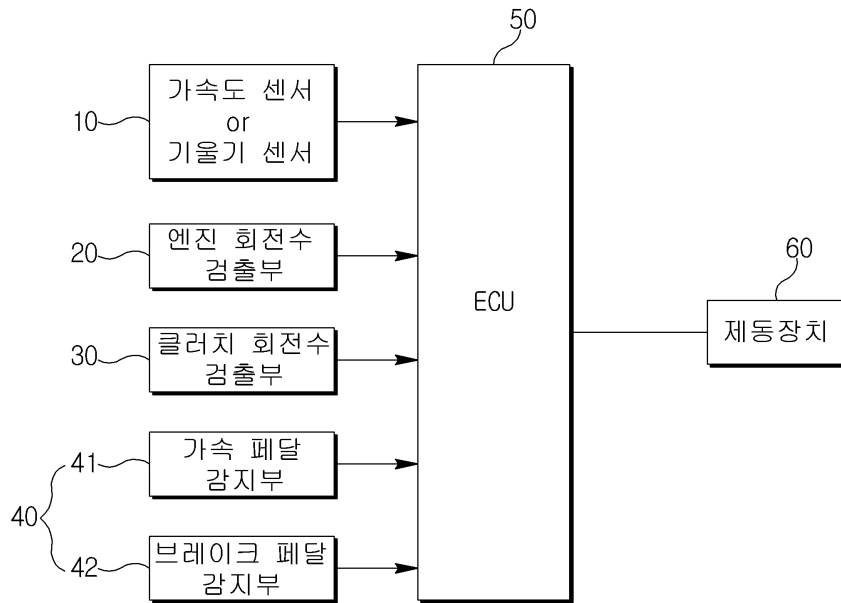 50
가속도 센서
or
기울기 센서
10
엔진 회전수
검출부
20
ECU
60
제동장치
클러치 회전수
검출부
30
가속 페달
감지부
41
40
브레이크 페달
감지부
42